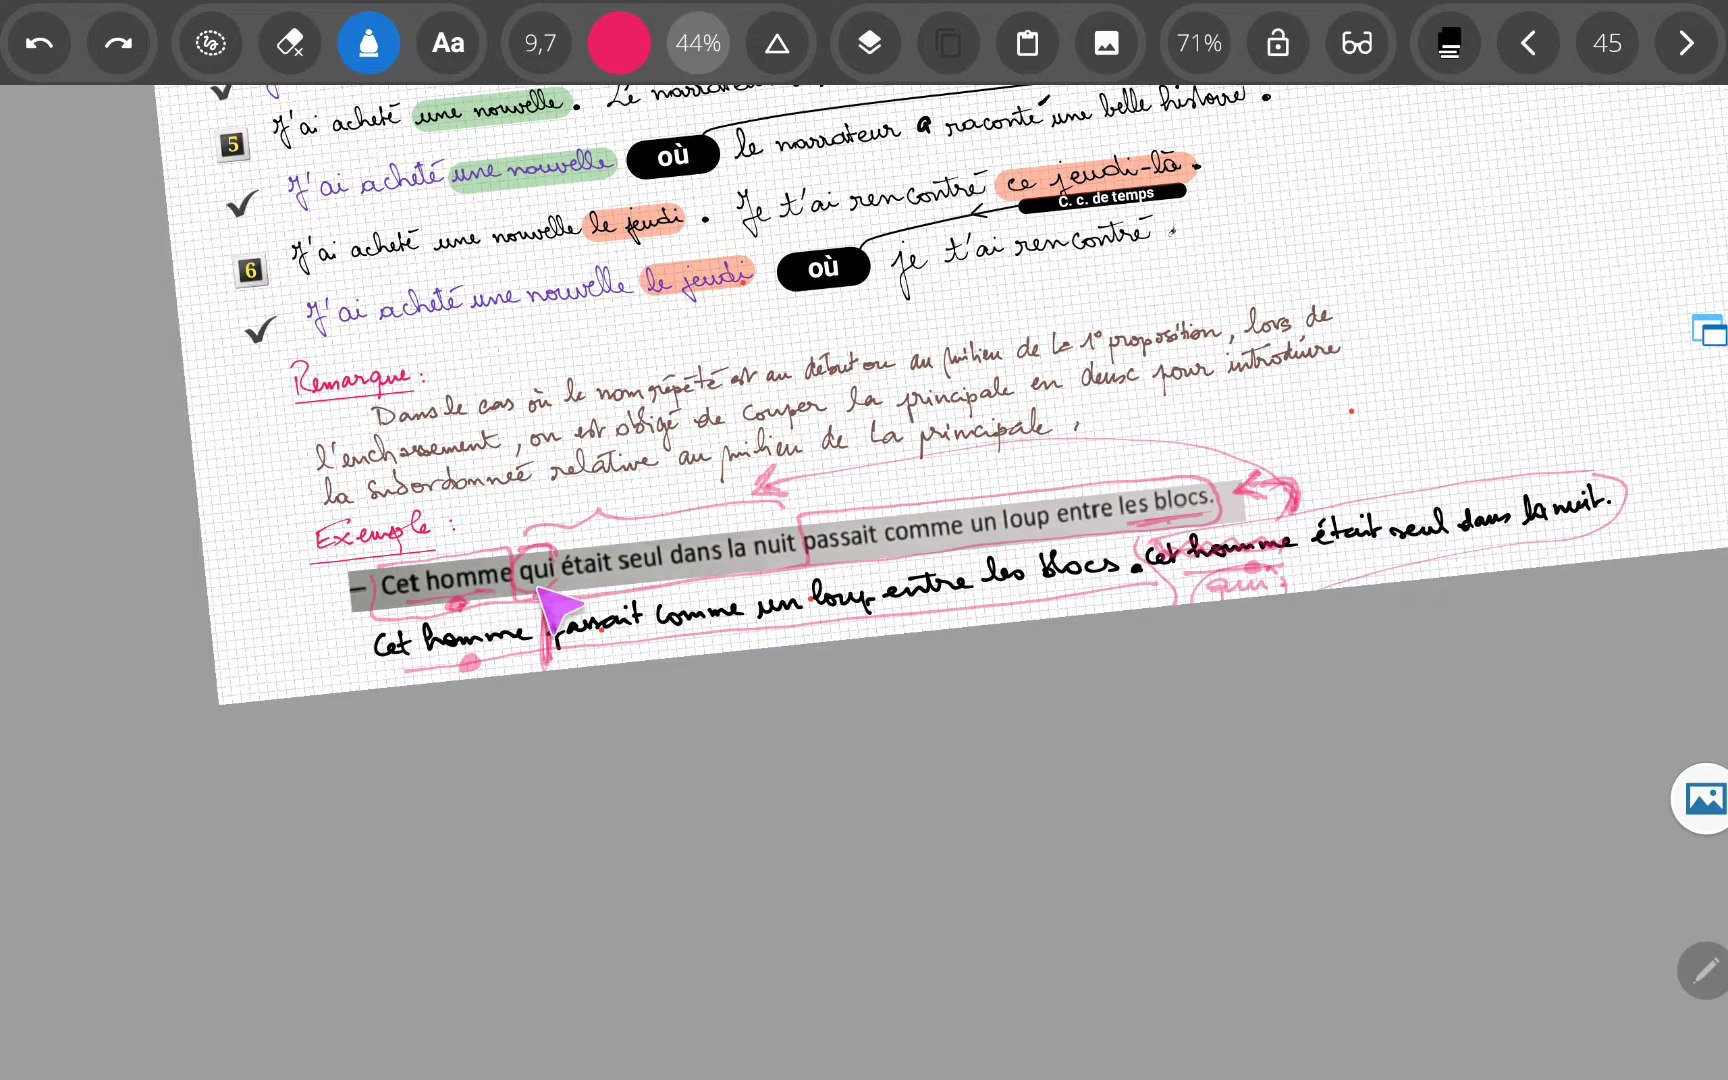 Aa 9,7 44% 71% 45
J'ai acheté une nouvelle. Le
5 J'ai acheté une nouvelle où le narrateur a raconté une belle histoire.
J'ai acheté une nouvelle le jeudi. Je t'ai rencontré ce jeudi-là.
C. c. de temps
6 J'ai acheté une nouvelle le jeudi où je t'ai rencontré.
Remarque :
Dans le cas où le nom répété est au début ou au milieu de la 1° proposition, lors de
l'enchassement, on est obligé de couper la principale en deux pour introduire
la subordonneé relative au milieu de la principale,
Exemple :
– Cet homme qui était seul dans la nuit passait comme un loup entre les blocs.
Cet homme passait comme un loup entre les blocs. Cet homme était seul dans la nuit.
qui